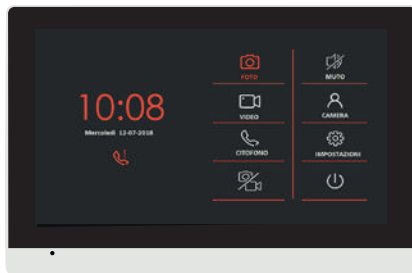 10:08
Mercoledì 12-07-2018
FOTO
MUTO
VIDEO
CAMERA
CITOFONO
IMPOSTAZIONI